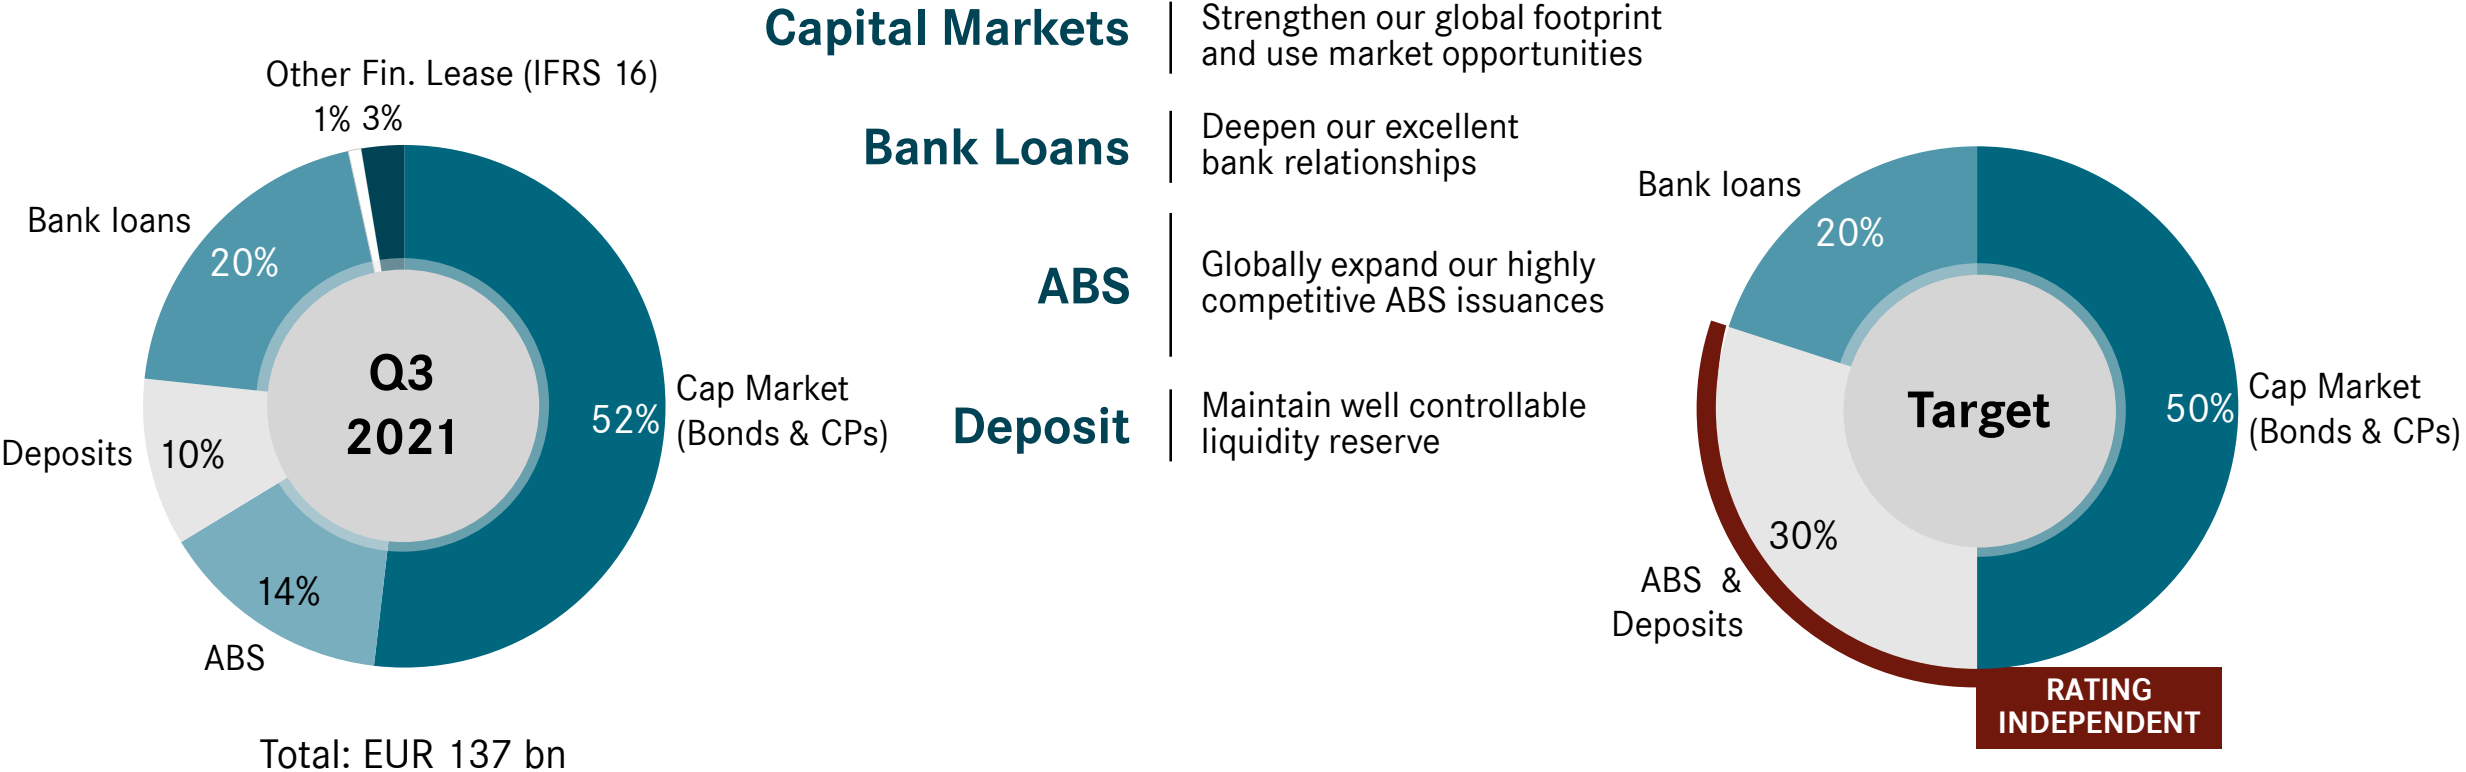 Other Fin. Lease (IFRS 16)
1% 3%
Bank loans
20%
Deposits 10%
14%
ABS
Q3
2021
52%
Cap Market
(Bonds & CPs)
Total: EUR 137 bn
Capital Markets
Strengthen our global footprint
and use market opportunities
Bank Loans
Deepen our excellent
bank relationships
ABS
Globally expand our highly
competitive ABS issuances
Deposit
Maintain well controllable
liquidity reserve
Bank loans
20%
Target
50%
Cap Market
(Bonds & CPs)
30%
ABS &
Deposits
RATING
INDEPENDENT